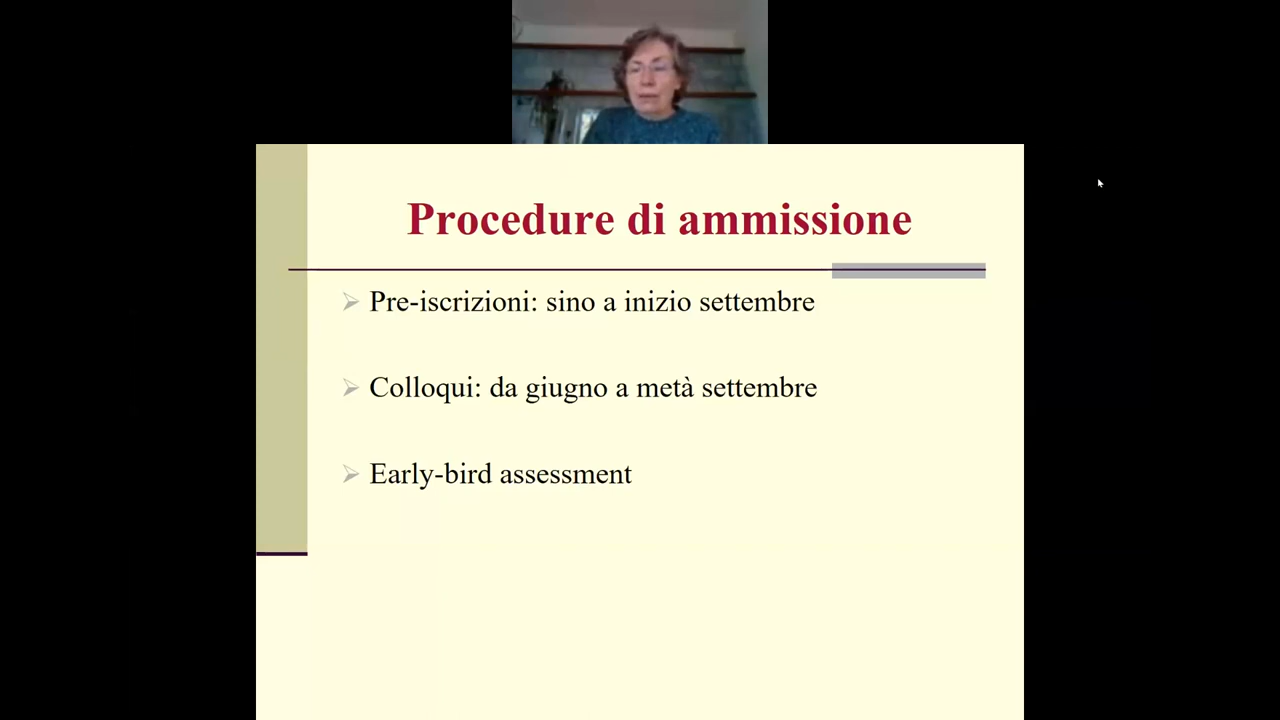 Procedure di ammissione
Pre-iscrizioni: sino a inizio settembre
Colloqui: da giugno a metà settembre
Early-bird assessment